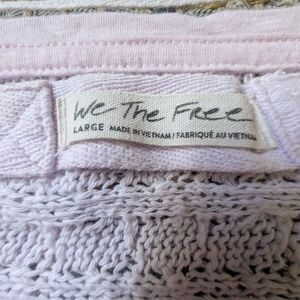 We The Free
LARGE MADE IN VIETNAM / FABRIQUÉ AU VIETNAM